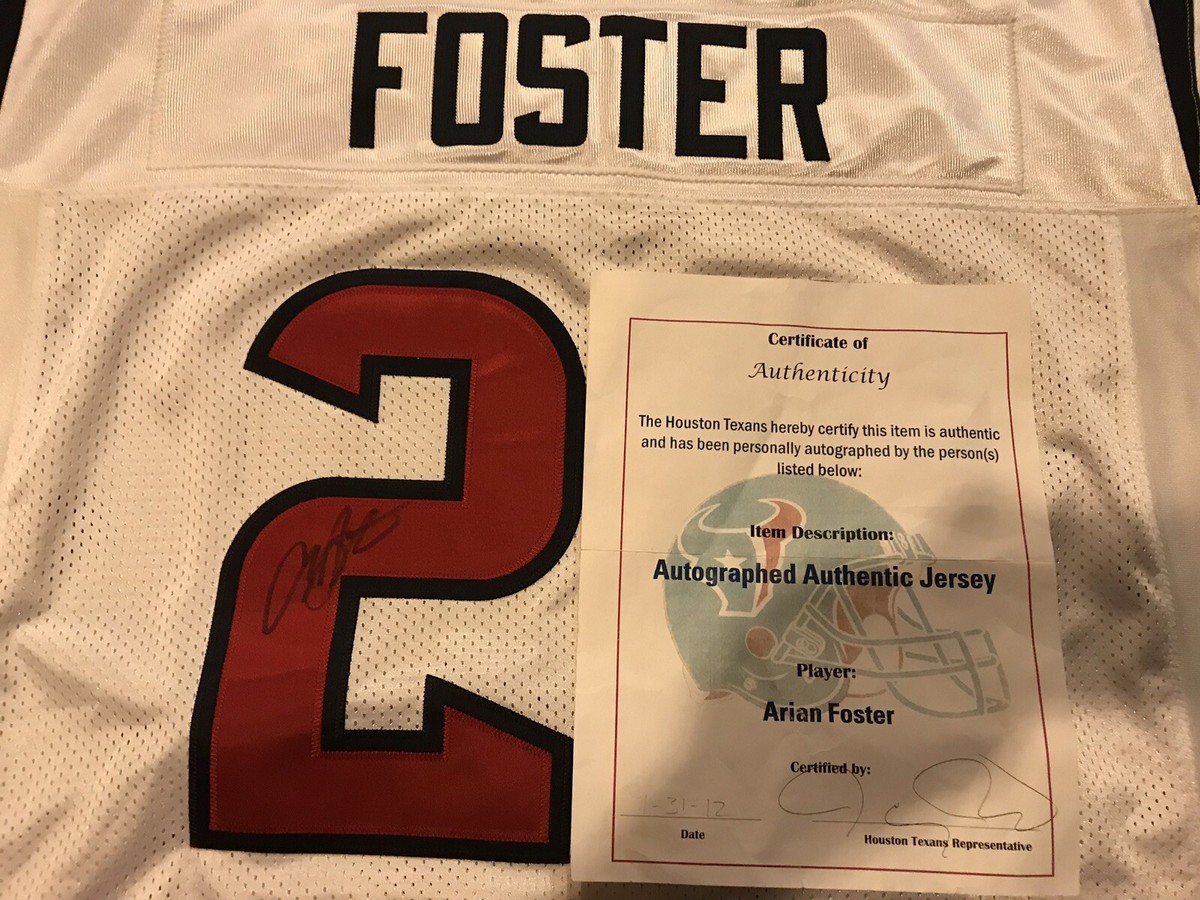 FOSTER
2
Certificate of
Authenticity
The Houston Texans hereby certify this item is authentic
and has been personally autographed by the person(s)
listed below:
Item Description:
Autographed Authentic Jersey
Player:
Arian Foster
Certified by:
1-31-12
Date
Houston Texans Representative